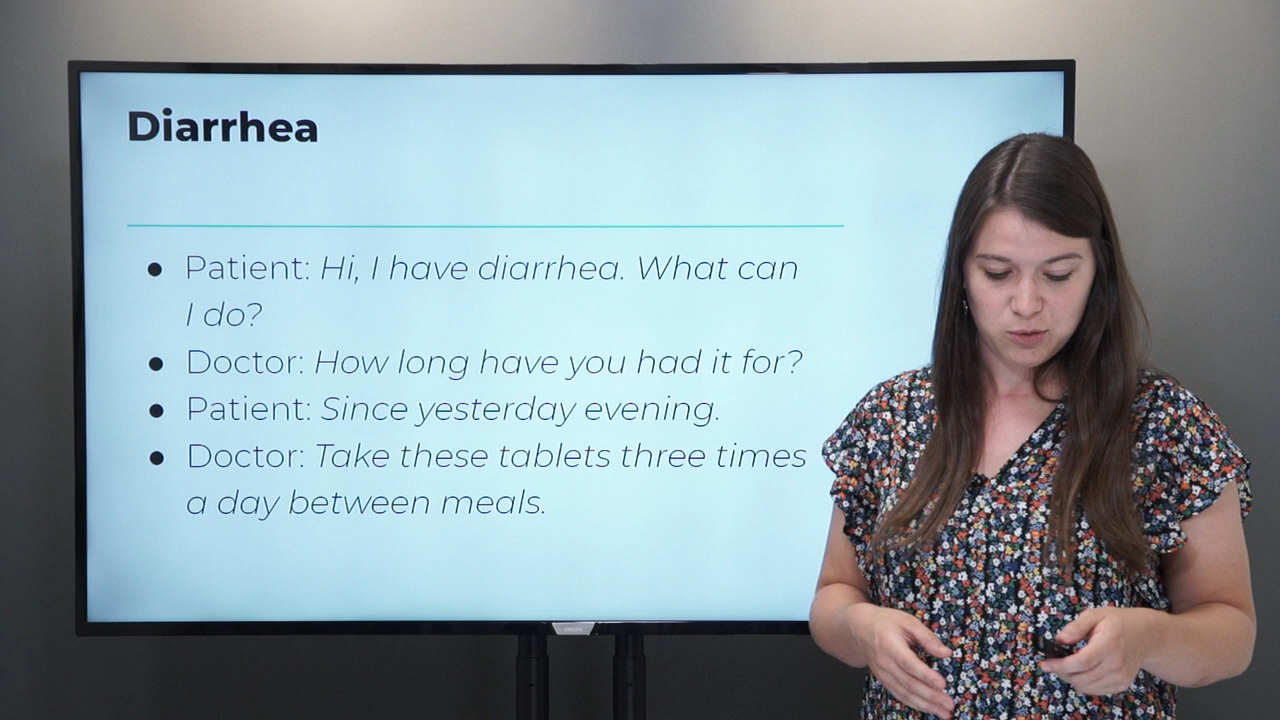 Diarrhea
● Patient: Hi, I have diarrhea. What can
I do?
● Doctor: How long have you had it for?
● Patient: Since yesterday evening.
● Doctor: Take these tablets three times
a day between meals.
PHILIPS